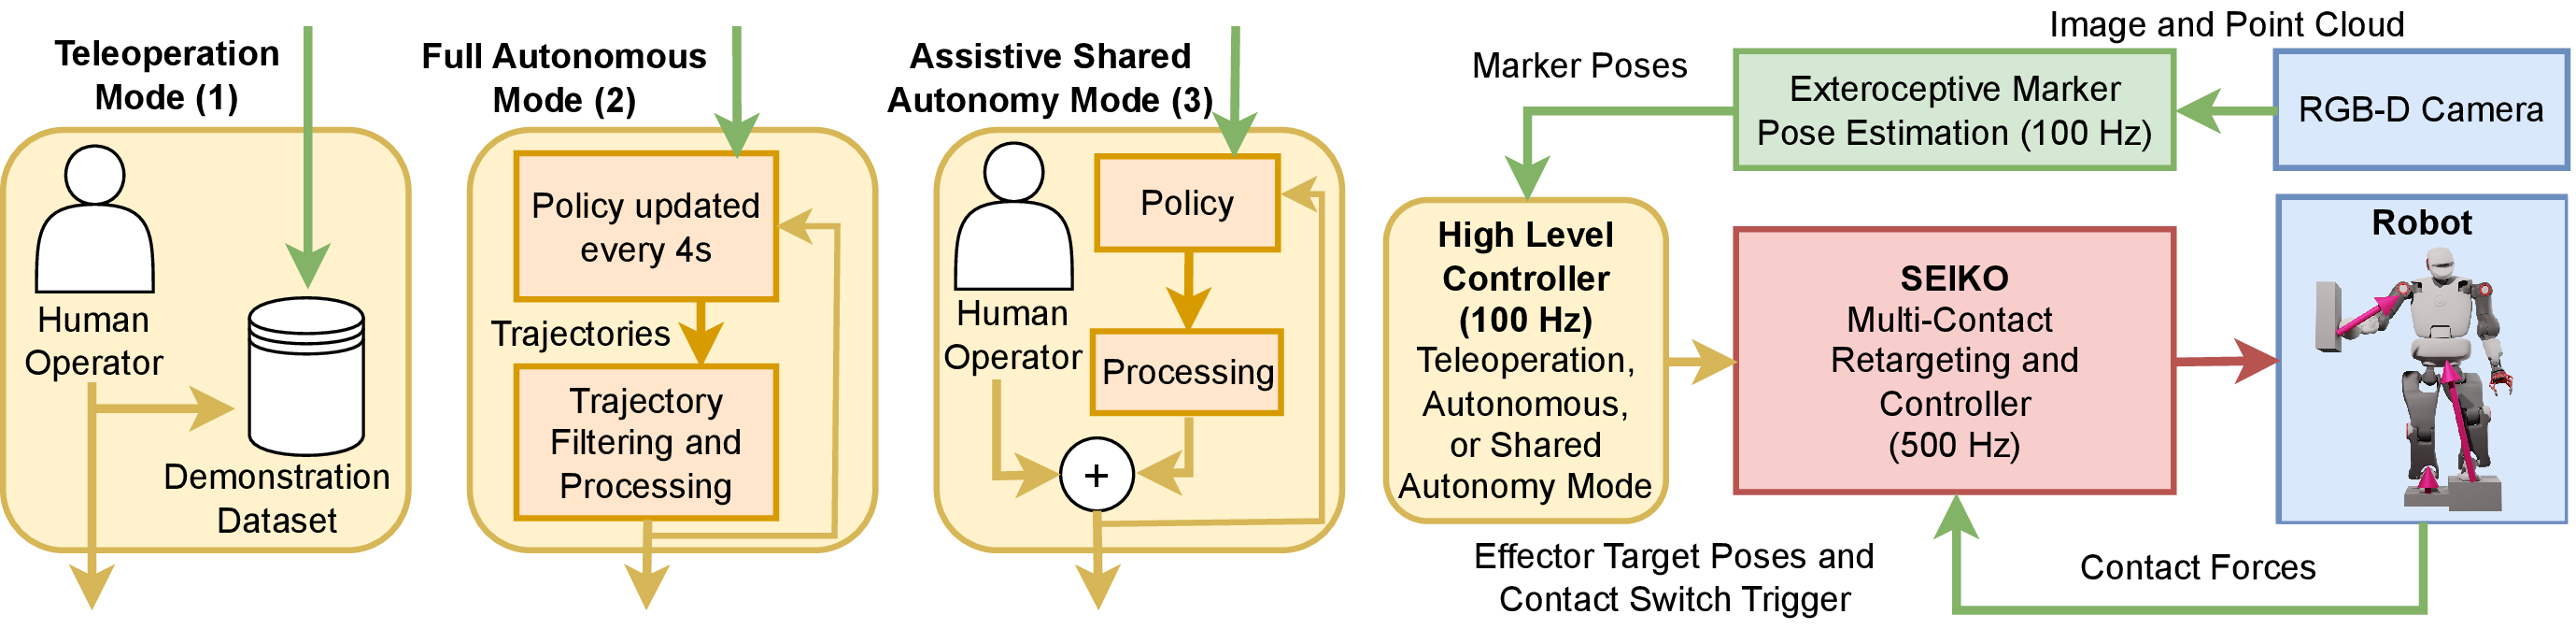 Teleoperation
Mode (1)
Human
Operator
Demonstration
Dataset
Full Autonomous
Mode (2)
Policy updated
every 4s
Trajectories
Trajectory
Filtering and
Processing
Assistive Shared
Autonomy Mode (3)
Human
Operator
Policy
Processing
+
Image and Point Cloud
Marker Poses
Exteroceptive Marker
Pose Estimation (100 Hz)
RGB-D Camera
High Level
Controller
(100 Hz)
Teleoperation,
Autonomous,
or Shared
Autonomy Mode
SEIKO
Multi-Contact
Retargeting and
Controller
(500 Hz)
Robot
Effector Target Poses and
Contact Switch Trigger
Contact Forces